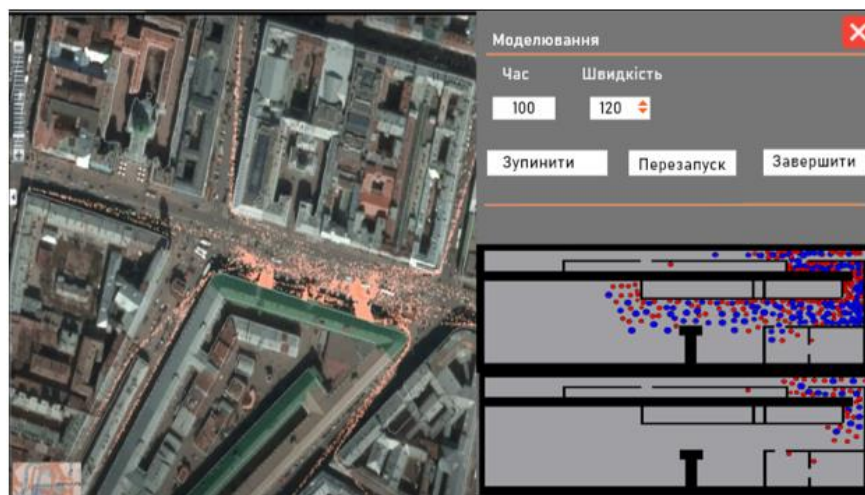 Моделювання
Час Швидкість
100 120
Зупинити Перезапуск Завершити